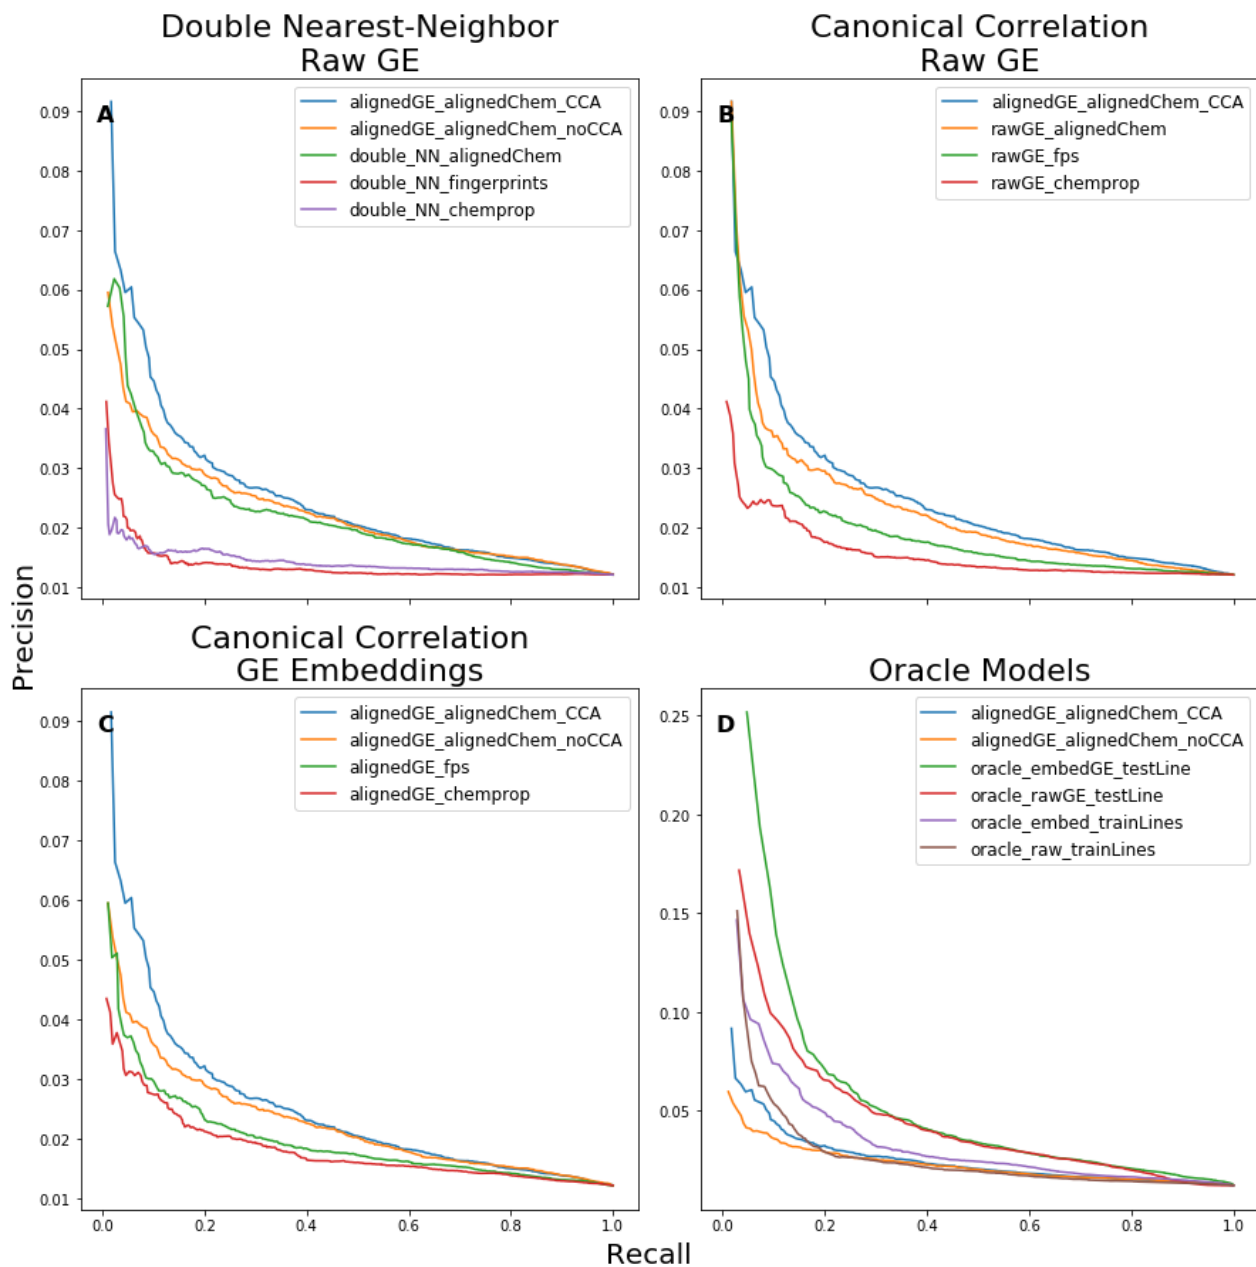 Double Nearest-Neighbor
Raw GE
A
alignedGE_alignedChem_CCA
alignedGE_alignedChem_noCCA
double_NN_alignedChem
double_NN_fingerprints
double_NN_chemprop
0.09
0.08
0.07
0.06
0.05
0.04
0.03
0.02
0.01
Canonical Correlation
Raw GE
B
alignedGE_alignedChem_CCA
rawGE_alignedChem
rawGE_fps
rawGE_chemprop
0.09
0.08
0.07
0.06
0.05
0.04
0.03
0.02
0.01
Precision
Canonical Correlation
GE Embeddings
C
alignedGE_alignedChem_CCA
alignedGE_alignedChem_noCCA
alignedGE_fps
alignedGE_chemprop
0.09
0.08
0.07
0.06
0.05
0.04
0.03
0.02
0.01
0.0 0.2 0.4 0.6 0.8 1.0
Oracle Models
D
alignedGE_alignedChem_CCA
alignedGE_alignedChem_noCCA
oracle_embedGE_testLine
oracle_rawGE_testLine
oracle_embed_trainLines
oracle_raw_trainLines
0.25
0.20
0.15
0.10
0.05
0.0 0.2 0.4 0.6 0.8 1.0
Recall